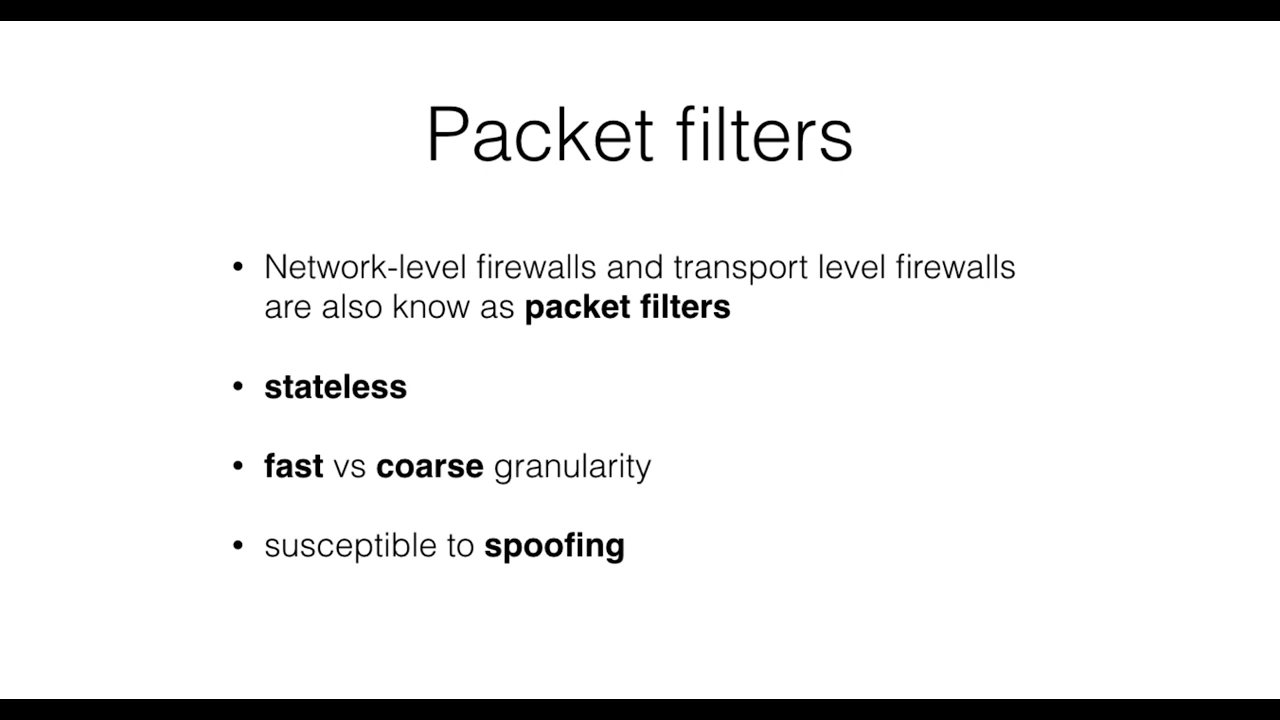 Packet filters
• Network-level firewalls and transport level firewalls
are also know as packet filters
• stateless
• fast vs coarse granularity
• susceptible to spoofing